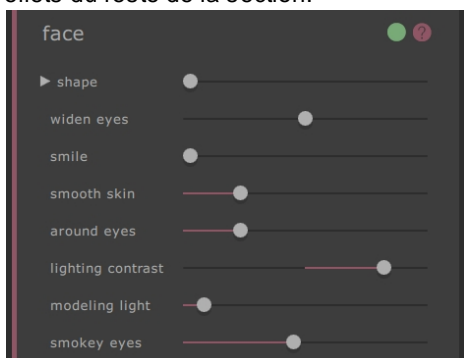 face
?
shape
widen eyes
smile
smooth skin
around eyes
lighting contrast
modeling light
smokey eyes